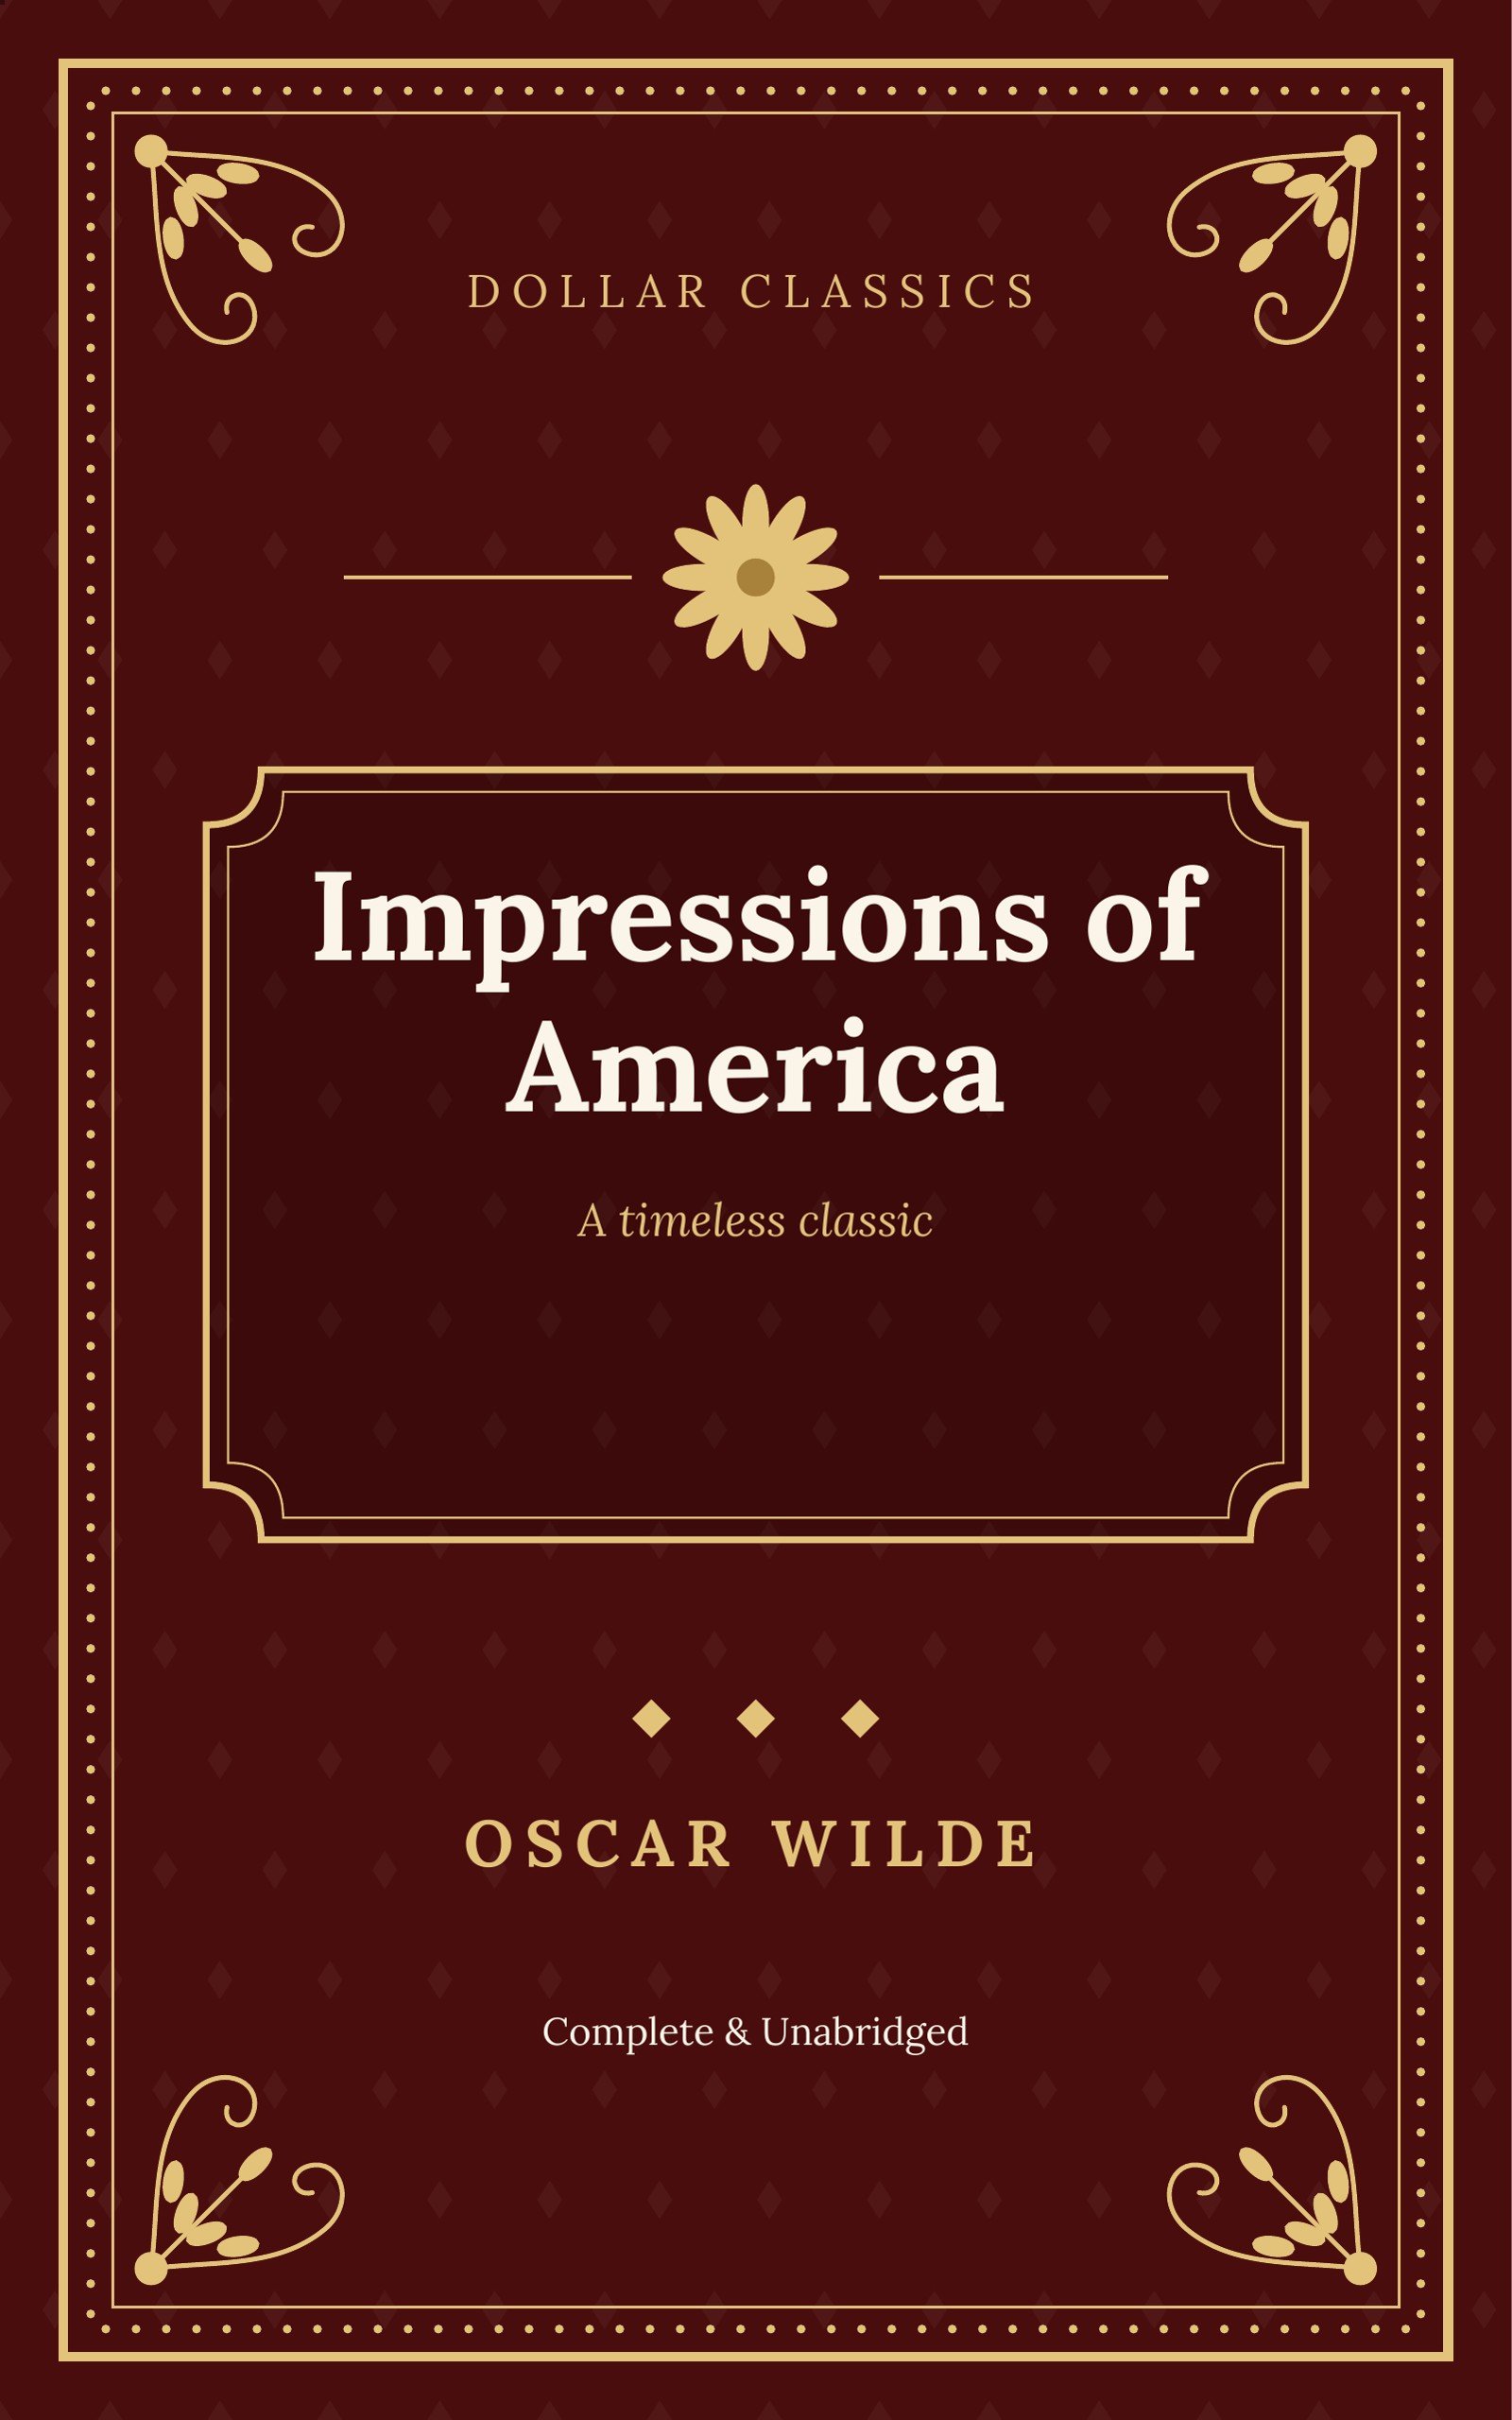 DOLLAR CLASSICS
Impressions of
America
A timeless classic
OSCAR WILDE
Complete & Unabridged